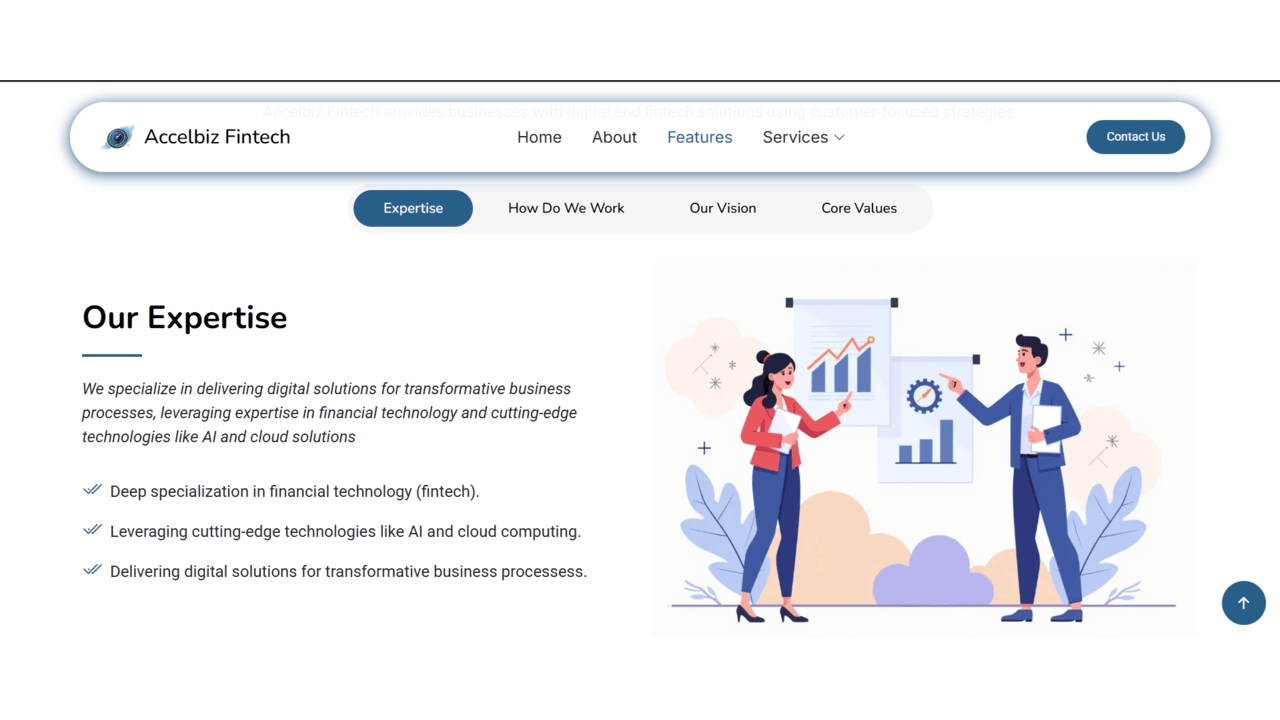 Accelbiz Fintech provides businesses with digital and fintech solutions using customer-focused strategies.
Accelbiz Fintech
Home
About
Features
Services
Contact Us
Expertise
How Do We Work
Our Vision
Core Values
Our Expertise
We specialize in delivering digital solutions for transformative business
processes, leveraging expertise in financial technology and cutting-edge
technologies like AI and cloud solutions
Deep specialization in financial technology (fintech).
Leveraging cutting-edge technologies like AI and cloud computing.
Delivering digital solutions for transformative business processess.